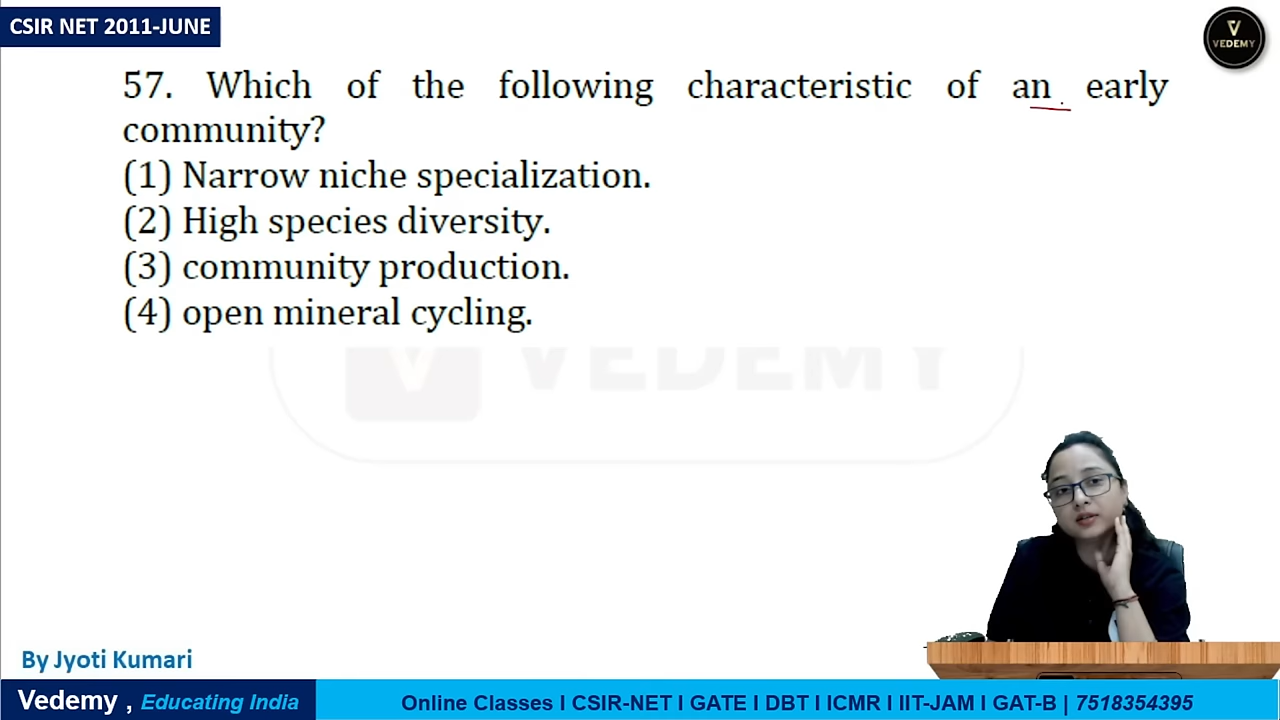 CSIR NET 2011-JUNE
V
VEDEMY
57. Which of the following characteristic of an early
community?
(1) Narrow niche specialization.
(2) High species diversity.
(3) community production.
(4) open mineral cycling.
V VEDEMY
By Jyoti Kumari
Vedemy , Educating India
Online Classes I CSIR-NET I GATE I DBT I ICMR I IIT-JAM I GAT-B | 7518354395